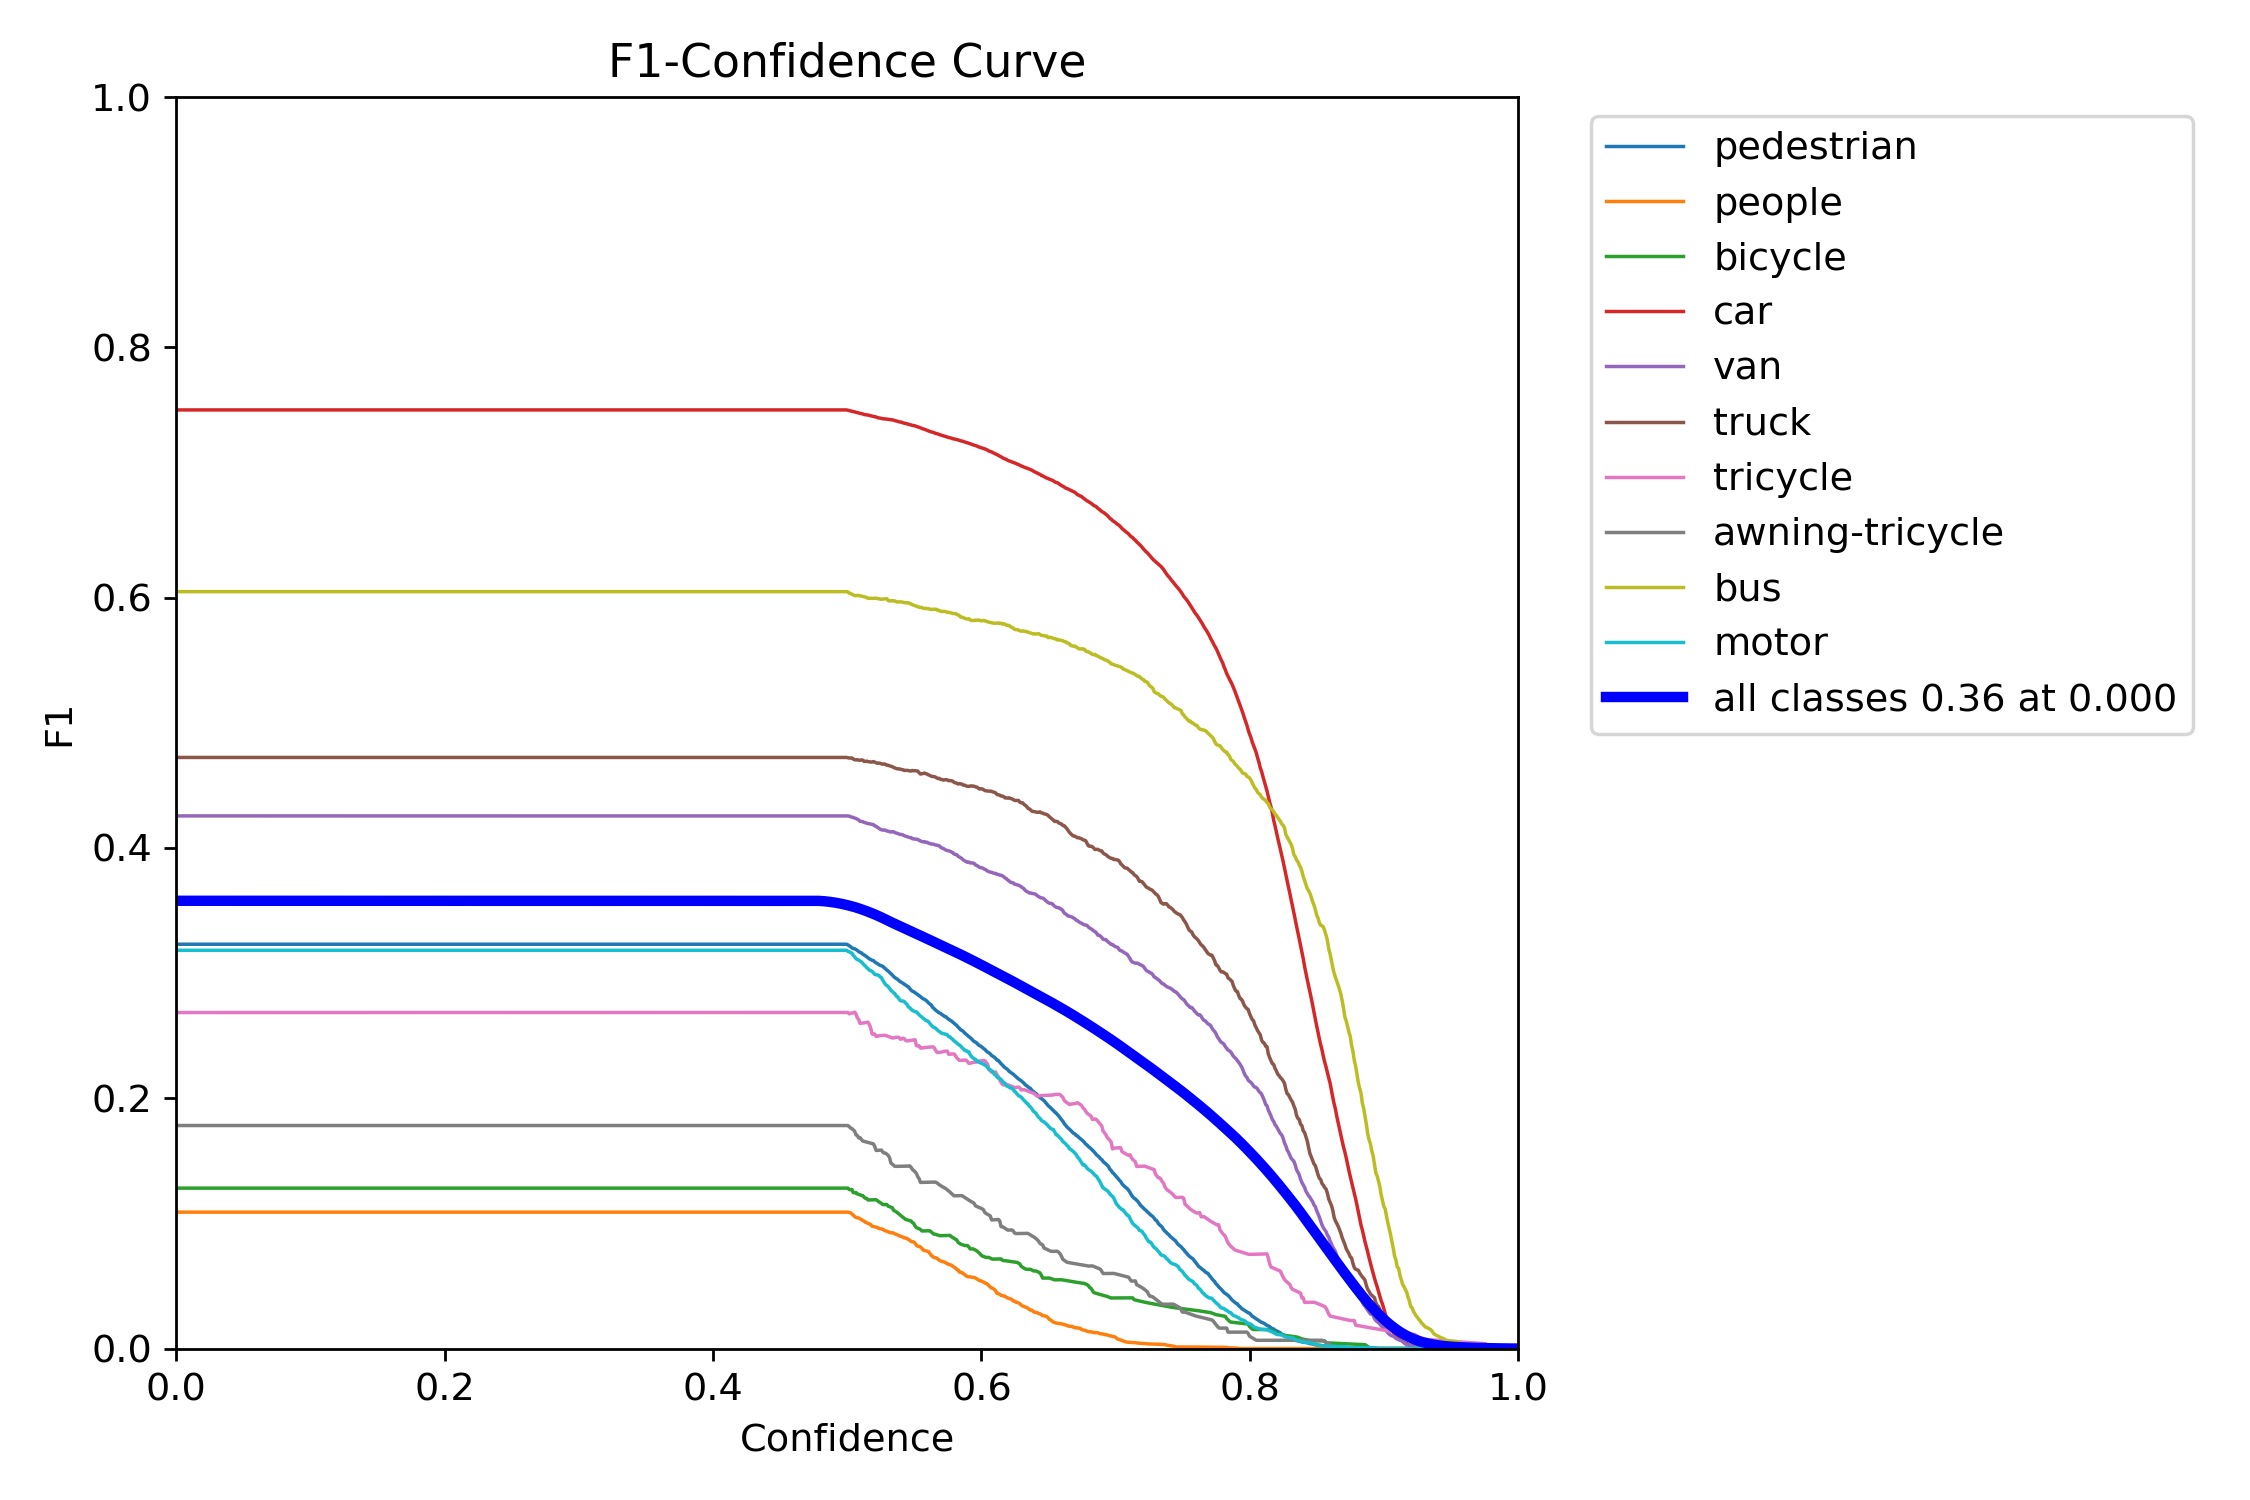 F1-Confidence Curve
1.0
0.8
0.6
0.4
0.2
0.0
F1
0.0 0.2 0.4 0.6 0.8 1.0
Confidence
pedestrian
people
bicycle
car
van
truck
tricycle
awning-tricycle
bus
motor
all classes 0.36 at 0.000